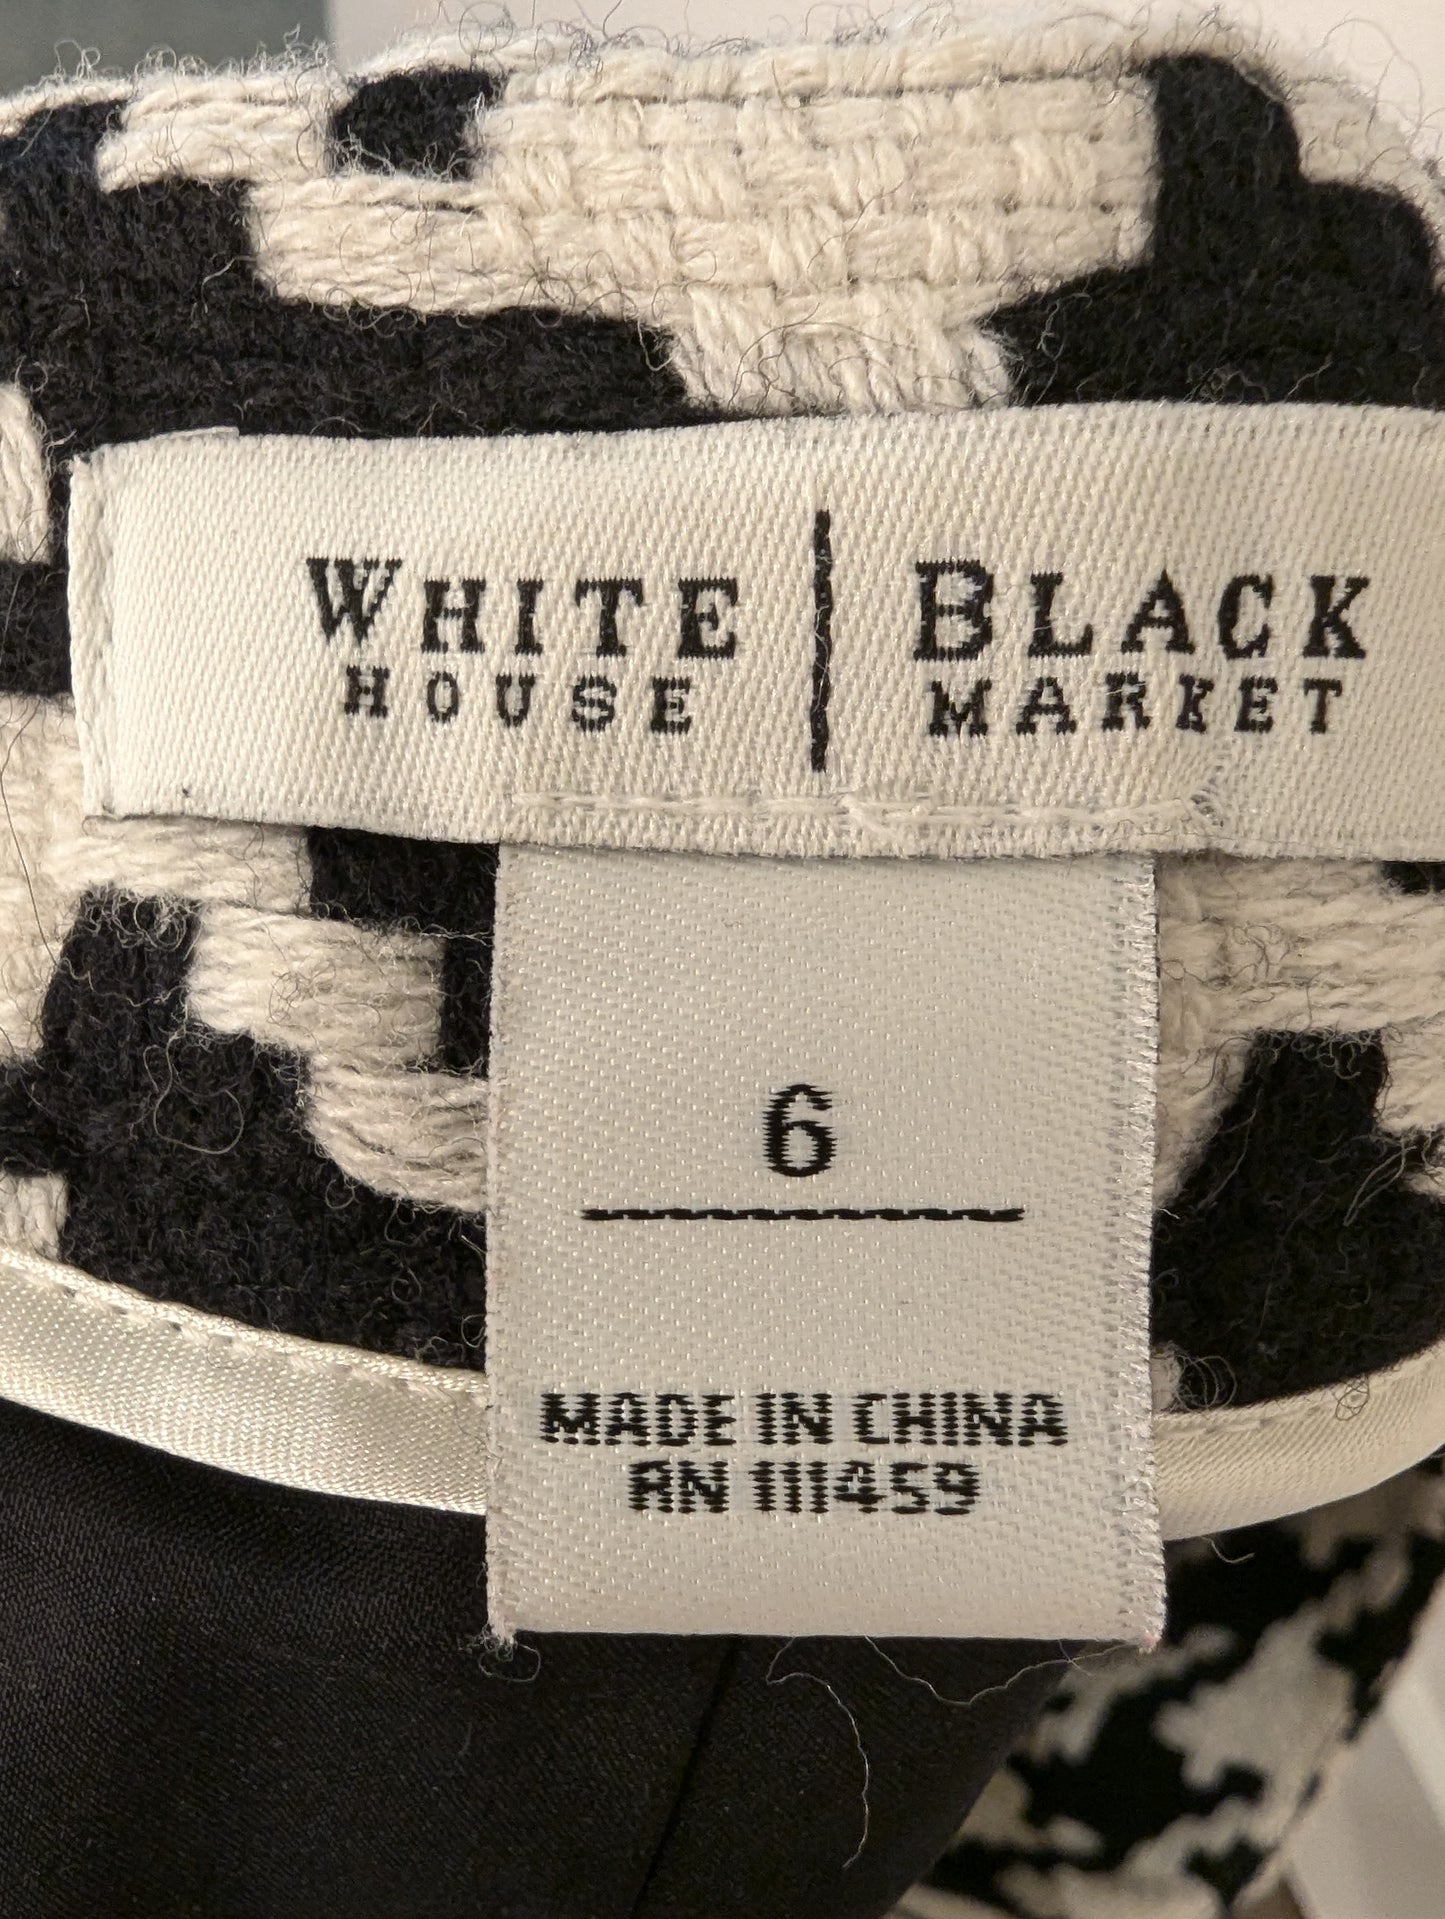 WHITE HOUSE | BLACK MARKET
6
MADE IN CHINA
RN 111459